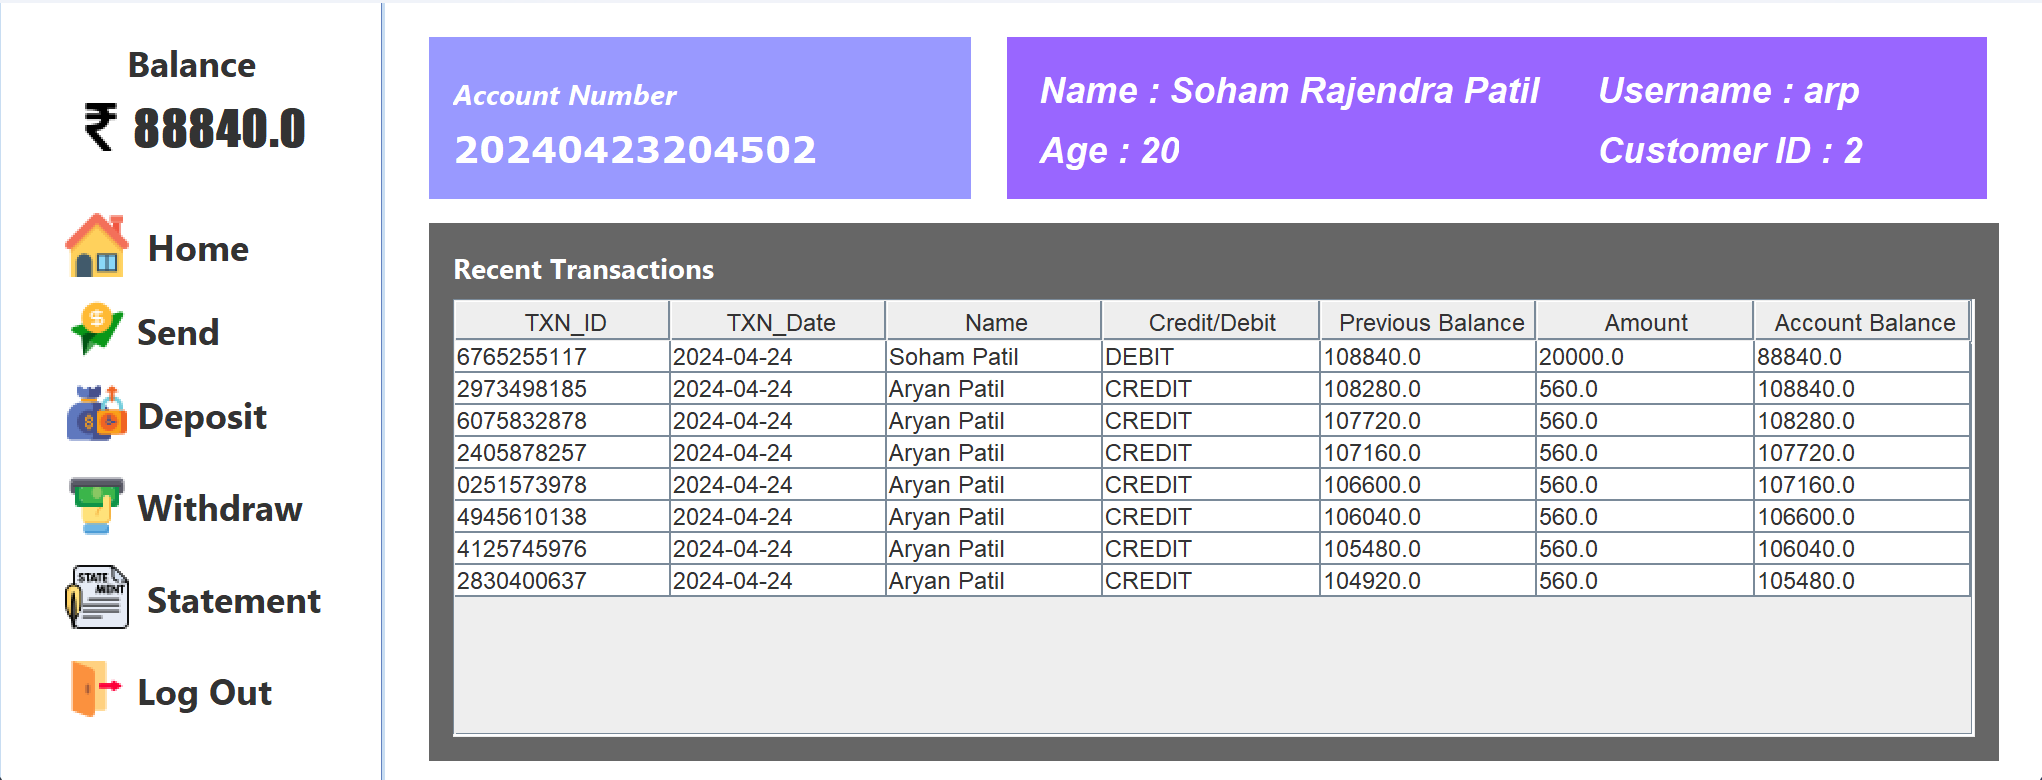 Balance
₹ 88840.0
Home
Send
Deposit
Withdraw
STATE
MENT
Statement
Log Out
Account Number
20240423204502
Name : Soham Rajendra Patil Username : arp
Age : 20 Customer ID : 2
Recent Transactions
TXN_ID TXN_Date Name Credit/Debit Previous Balance Amount Account Balance
6765255117 2024-04-24 Soham Patil DEBIT 108840.0 20000.0 88840.0
2973498185 2024-04-24 Aryan Patil CREDIT 108280.0 560.0 108840.0
6075832878 2024-04-24 Aryan Patil CREDIT 107720.0 560.0 108280.0
2405878257 2024-04-24 Aryan Patil CREDIT 107160.0 560.0 107720.0
0251573978 2024-04-24 Aryan Patil CREDIT 106600.0 560.0 107160.0
4945610138 2024-04-24 Aryan Patil CREDIT 106040.0 560.0 106600.0
4125745976 2024-04-24 Aryan Patil CREDIT 105480.0 560.0 106040.0
2830400637 2024-04-24 Aryan Patil CREDIT 104920.0 560.0 105480.0